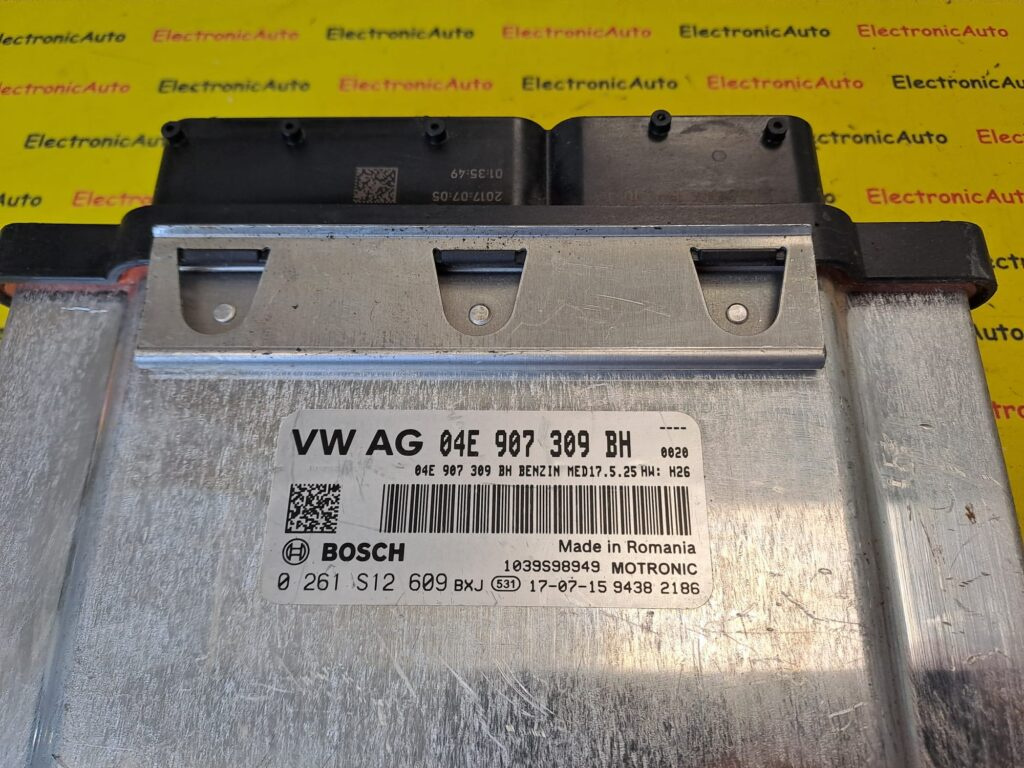 ElectronicAuto ElectronicAuto ElectronicAuto ElectronicAuto ElectronicAuto ElectronicAuto
ElectronicAuto ElectronicAuto ElectronicAuto ElectronicAuto ElectronicAuto ElectronicAuto
ElectronicAuto ElectronicAuto
01:35:49
2017:07:05
VW AG 04E 907 309 BH ----
0020
04E 907 309 BH BENZIN MED17.5.25 HW: H26
BOSCH
Made in Romania
1039S98949 MOTRONIC
0 261 S12 609 BXJ 531 17-07-15 9438 2186